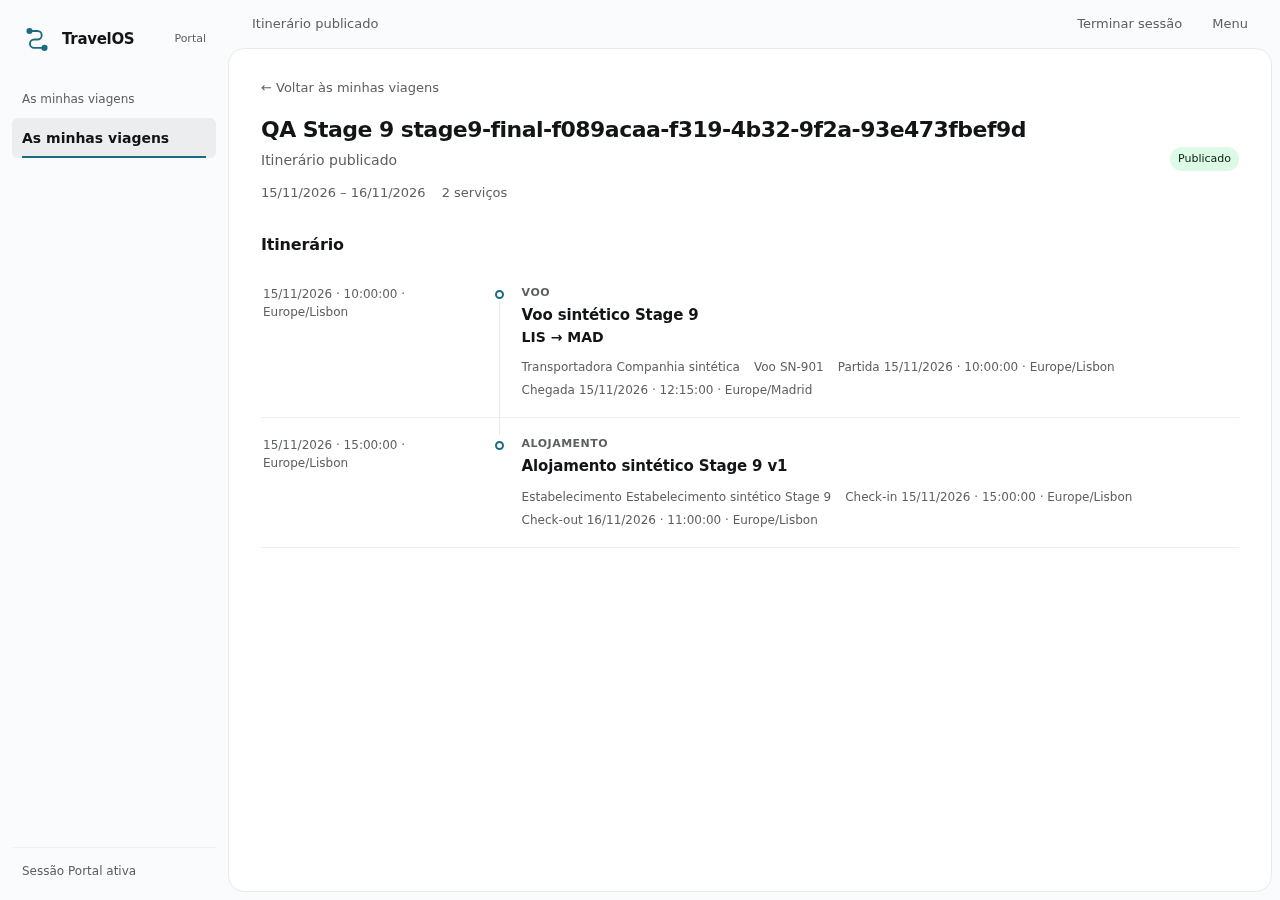 TravelOS
Portal
As minhas viagens
As minhas viagens
Sessão Portal ativa
Itinerário publicado
Terminar sessão
Menu
← Voltar às minhas viagens
QA Stage 9 stage9-final-f089acaa-f319-4b32-9f2a-93e473fbef9d
Itinerário publicado
Publicado
15/11/2026 – 16/11/2026 2 serviços
Itinerário
15/11/2026 · 10:00:00 ·
Europe/Lisbon
VOO
Voo sintético Stage 9
LIS → MAD
Transportadora Companhia sintética Voo SN-901 Partida 15/11/2026 · 10:00:00 · Europe/Lisbon
Chegada 15/11/2026 · 12:15:00 · Europe/Madrid
15/11/2026 · 15:00:00 ·
Europe/Lisbon
ALOJAMENTO
Alojamento sintético Stage 9 v1
Estabelecimento Estabelecimento sintético Stage 9 Check-in 15/11/2026 · 15:00:00 · Europe/Lisbon
Check-out 16/11/2026 · 11:00:00 · Europe/Lisbon